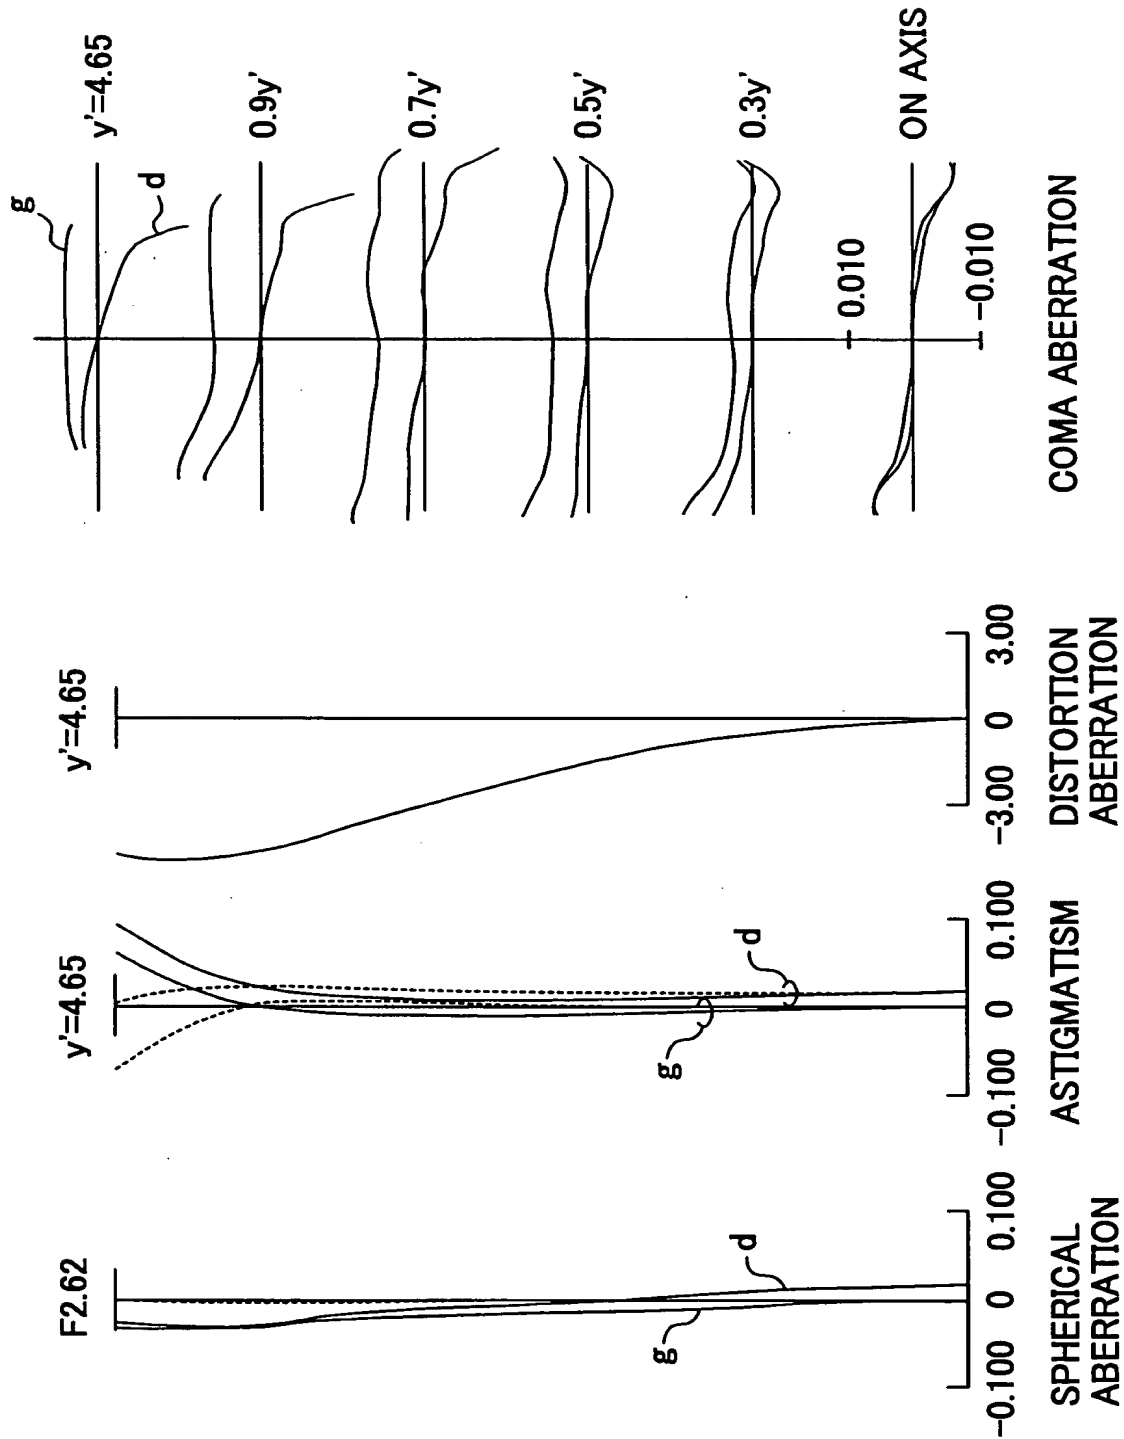 F2.62
g
d
−0.100
0
0.100
SPHERICAL
ABERRATION
y'=4.65
g
d
−0.100
0
0.100
ASTIGMATISM
y'=4.65
−3.00
0
3.00
DISTORTION
ABERRATION
g
d
y'=4.65
0.9y'
0.7y'
0.5y'
0.3y'
0.010
ON AXIS
−0.010
COMA ABERRATION